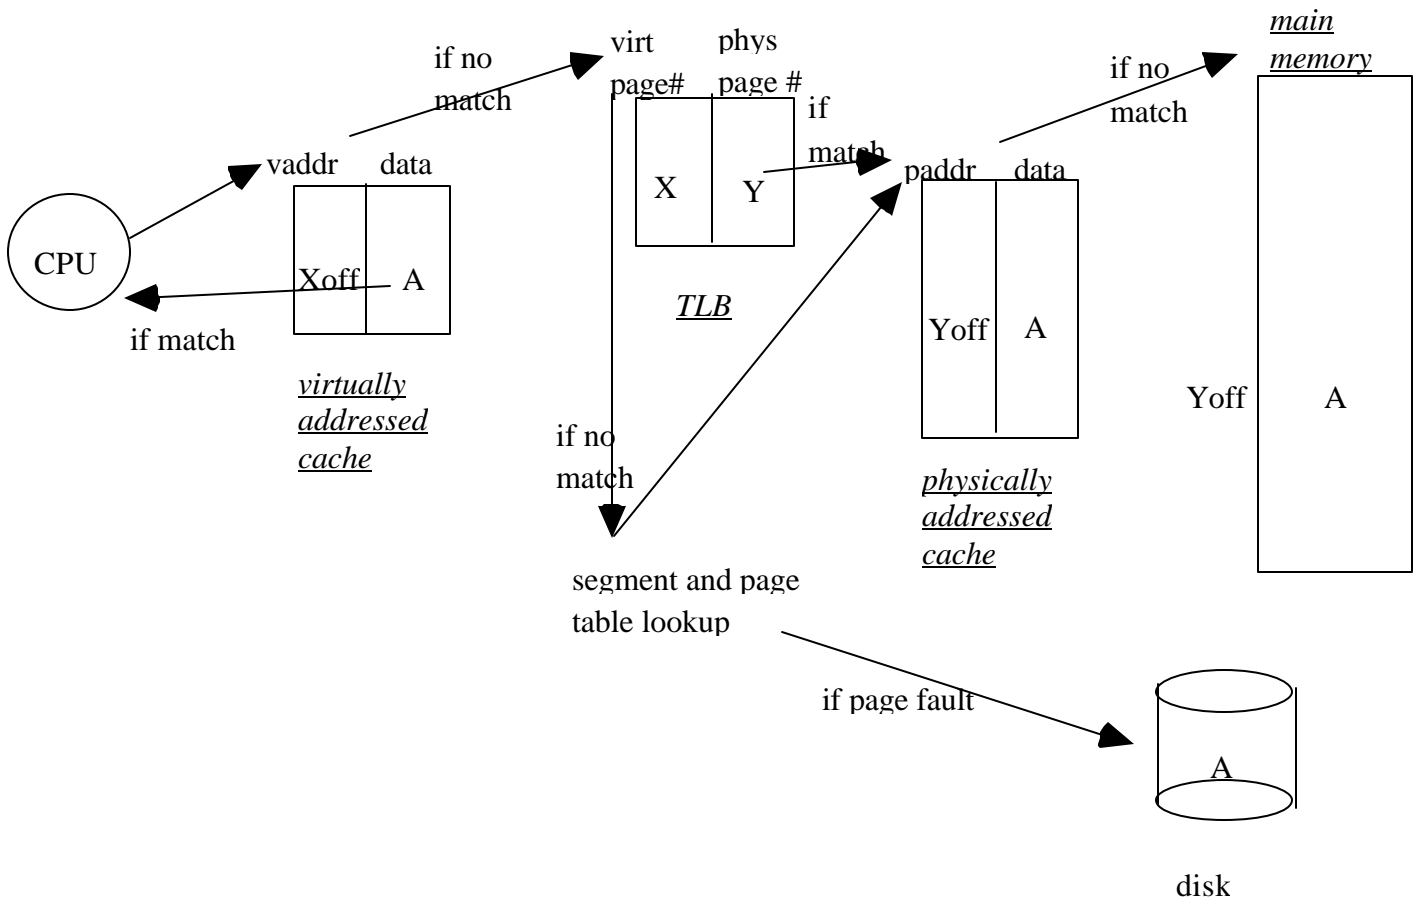 CPU
if match
vaddr data
Xoff A
virtually
addressed
cache
if no
match
virt phys
page# page #
X Y
TLB
if
match
if no
match
segment and page
table lookup
if page fault
paddr data
Yoff A
physically
addressed
cache
if no
match
main
memory
Yoff A
A
disk